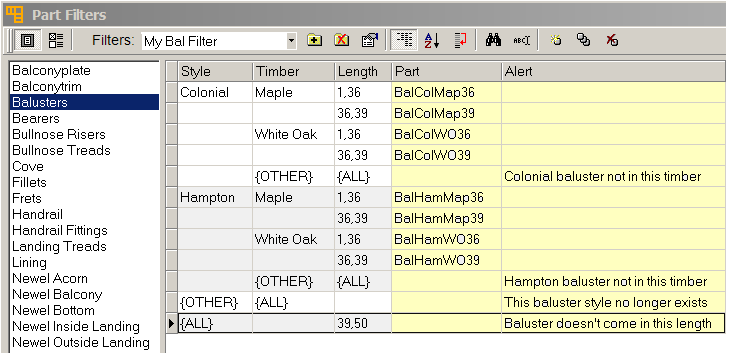 Part Filters
Filters: My Bal Filter
Balconyplate
Balconytrim
Balusters
Bearers
Bullnose Risers
Bullnose Treads
Cove
Fillets
Frets
Handrail
Handrail Fittings
Landing Treads
Lining
Newel Acorn
Newel Balcony
Newel Bottom
Newel Inside Landing
Newel Outside Landing
Style Timber Length Part Alert
Colonial Maple 1,36 BalColMap36
36,39 BalColMap39
White Oak 1,36 BalColWO36
36,39 BalColWO39
{OTHER} {ALL} Colonial baluster not in this timber
Hampton Maple 1,36 BalHamMap36
36,39 BalHamMap39
White Oak 1,36 BalHamWO36
36,39 BalHamWO39
{OTHER} {ALL} Hampton baluster not in this timber
{OTHER} {ALL} This baluster style no longer exists
{ALL} 39,50 Baluster doesn't come in this length